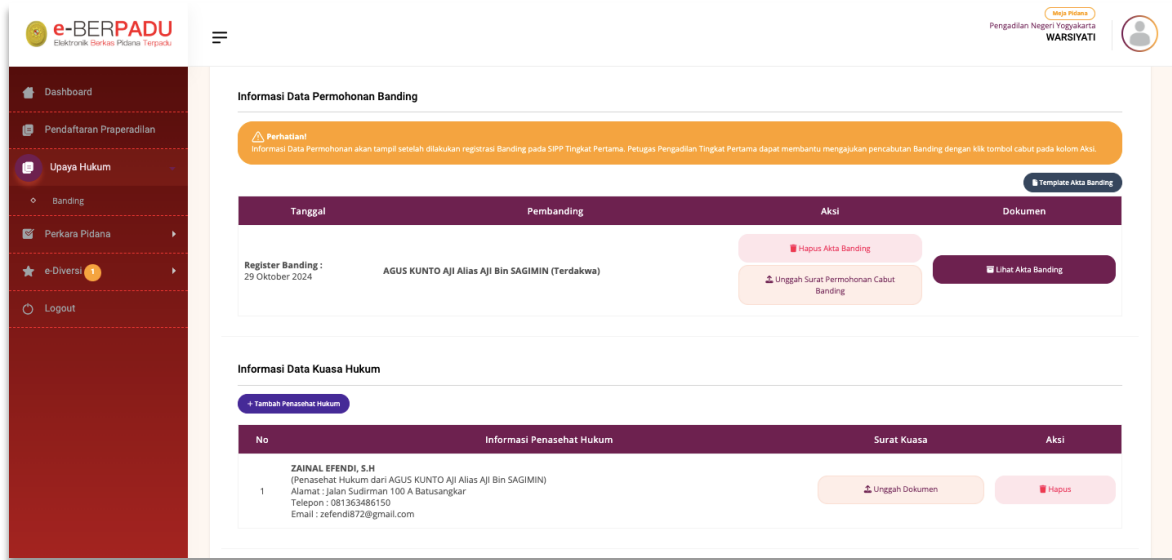 e-BERPADU
Elektronik Berkas Pidana Terpadu
Meja Pidana
Pengadilan Negeri Yogyakarta
WARSIYATI
Dashboard
Pendaftaran Praperadilan
Upaya Hukum
Banding
Perkara Pidana
e-Diversi 1
Logout
Informasi Data Permohonan Banding
Perhatian!
Informasi Data Permohonan akan tampil setelah dilakukan registrasi Banding pada SIPP Tingkat Pertama. Petugas Pengadilan Tingkat Pertama dapat membantu mengajukan pencabutan Banding dengan klik tombol cabut pada kolom Aksi.
Template Akta Banding
Tanggal Pembanding Aksi Dokumen
Register Banding :
29 Oktober 2024
AGUS KUNTO AJI Alias AJI Bin SAGIMIN (Terdakwa)
Hapus Akta Banding
Unggah Surat Permohonan Cabut
Banding
Lihat Akta Banding
Informasi Data Kuasa Hukum
+ Tambah Penasehat Hukum
No Informasi Penasehat Hukum Surat Kuasa Aksi
1
ZAINAL EFENDI, S.H
(Penasehat Hukum dari AGUS KUNTO AJI Alias AJI Bin SAGIMIN)
Alamat : Jalan Sudirman 100 A Batusangkar
Telepon : 081363486150
Email : zefendi872@gmail.com
Unggah Dokumen
Hapus